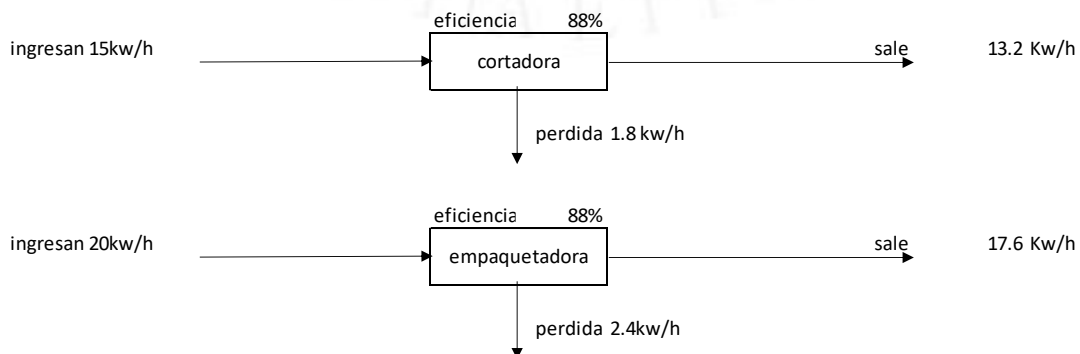 eficiencia 88%
ingresan 15kw/h
cortadora
sale 13.2 Kw/h
perdida 1.8 kw/h
eficiencia 88%
ingresan 20kw/h
empaquetadora
sale 17.6 Kw/h
perdida 2.4kw/h